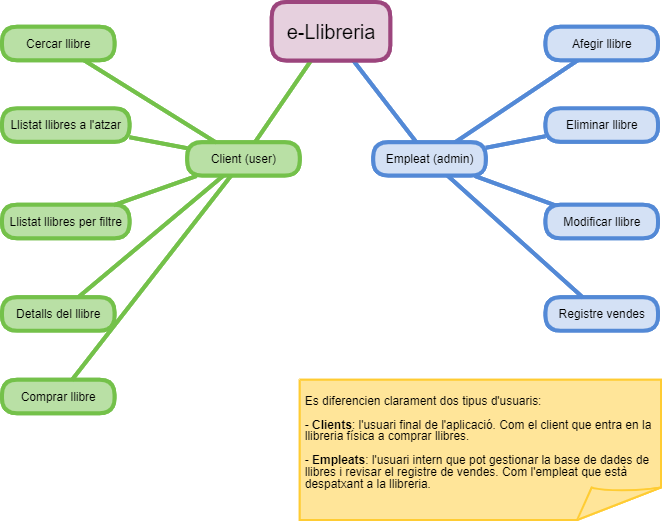 e-Llibreria
Cercar llibre
Llistat llibres a l'atzar
Client (user)
Llistat llibres per filtre
Detalls del llibre
Comprar llibre
Afegir llibre
Eliminar llibre
Empleat (admin)
Modificar llibre
Registre vendes
Es diferencien clarament dos tipus d'usuaris:
- Clients: l'usuari final de l'aplicació. Com el client que entra en la
llibreria física a comprar llibres.
- Empleats: l'usuari intern que pot gestionar la base de dades de
llibres i revisar el registre de vendes. Com l'empleat que està
despatxant a la llibreria.